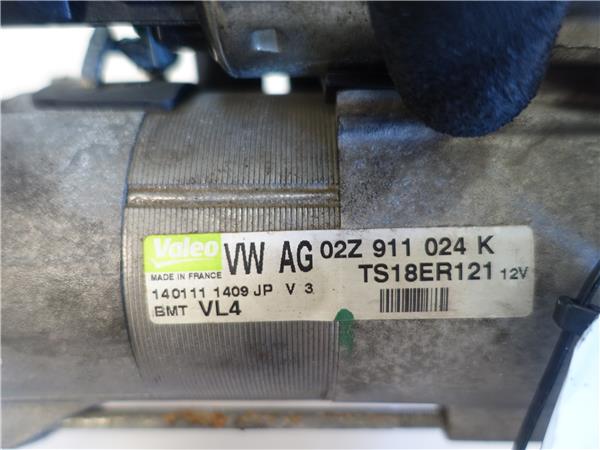 Valeo VW AG 02Z 911 024 K
MADE IN FRANCE TS18ER121 12V
140111 1409 JP V 3
BMT VL4